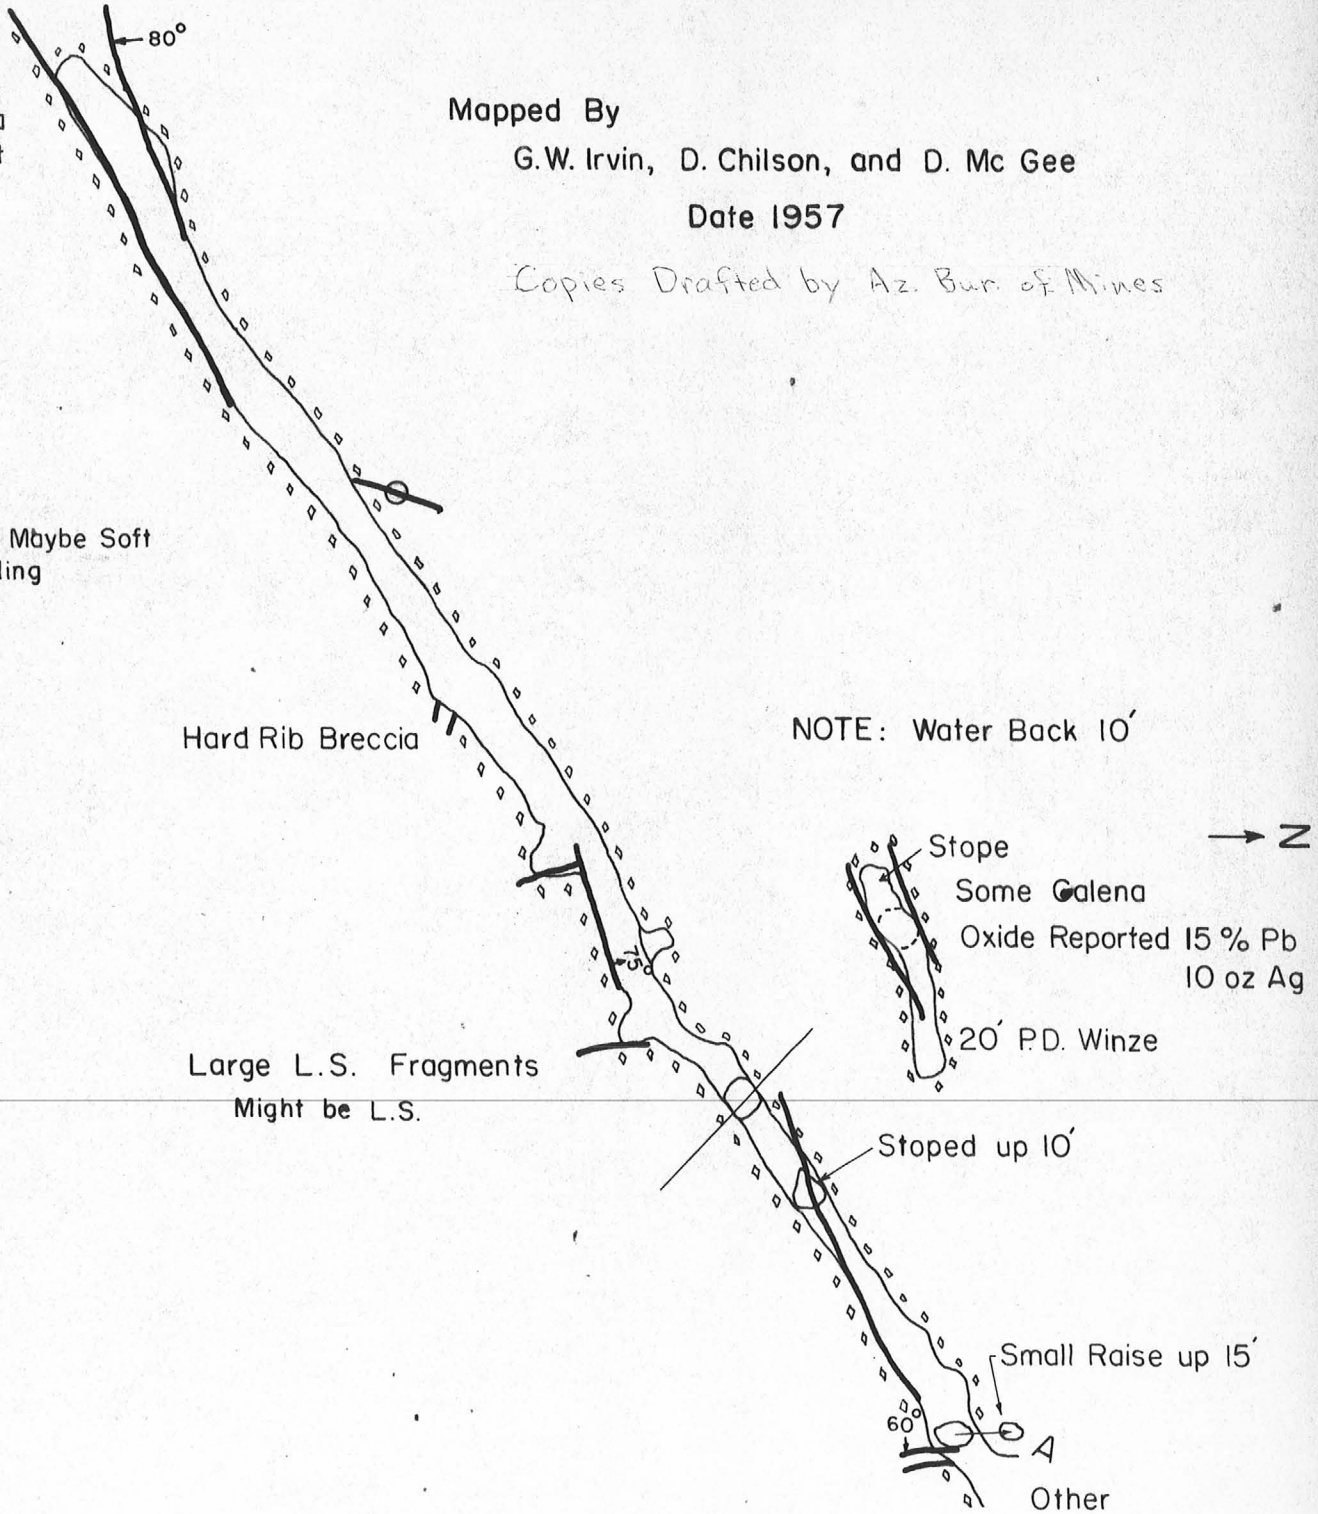 80°
Mapped By
G.W. Irvin, D. Chilson, and D. Mc Gee
Date 1957
Copies Drafted by Az. Bur. of Mines
Maybe Soft
Hard Rib Breccia
NOTE: Water Back 10′
N
Stope
Some Galena
Oxide Reported 15 % Pb
10 oz Ag
75°
20′ P.D. Winze
Large L.S. Fragments
Might be L.S.
Stoped up 10′
Small Raise up 15′
60°
A
Other